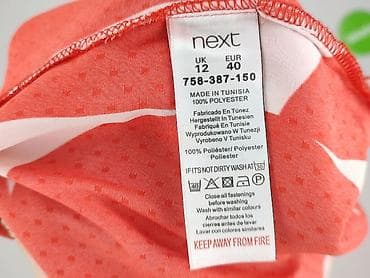 next
UK EUR
12 40
758-387-150
MADE IN TUNISIA
100% POLYESTER
Fabricado En Túnez
Hergestellt In Tunesien
Fabriqué En Tunisie
Wyprodukowano W Tunezji
Vyrobeno V Tunisku
100% Poliéster/ Polyester
Poliester
IF IT'S NOT DIRTY WASH AT 30°
Close all fastenings
before washing
Wash with similar colours
Abrochar todos los
cierres antes de lavar
Lavar con colores similares
KEEP AWAY FROM FIRE